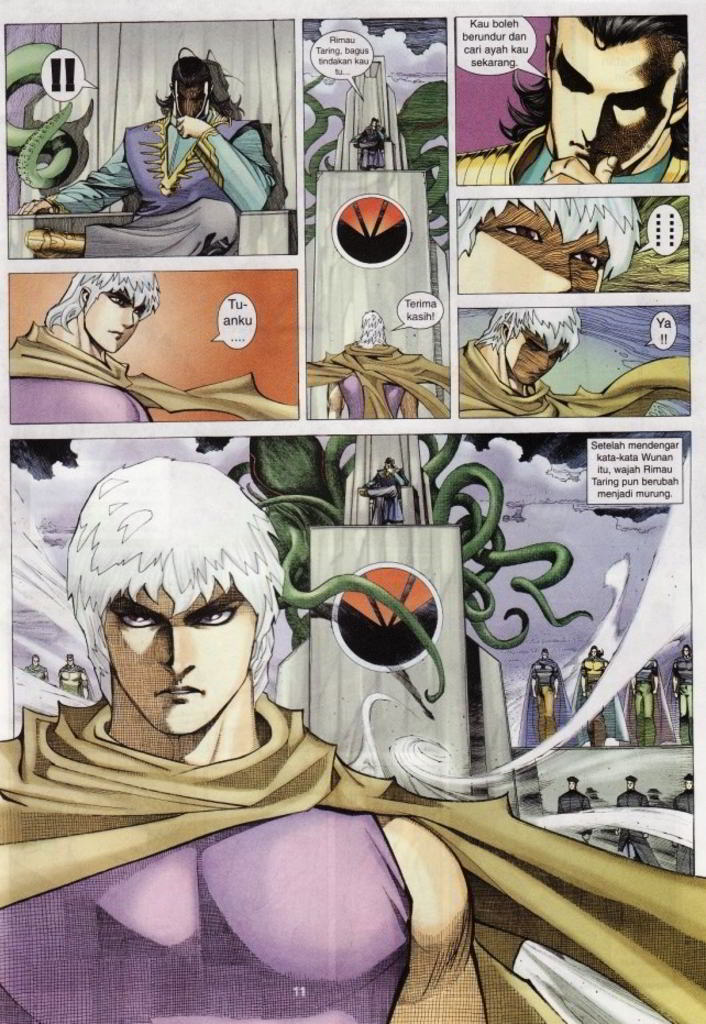 !!
Rimau
Taring, bagus
tindakan kau
tu...
Kau boleh
berundur dan
cari ayah kau
sekarang.
Tu-
anku
....
Terima
kasih!
Ya
!!
Setelah mendengar
kata-kata Wunan
itu, wajah Rimau
Taring pun berubah
menjadi murung.
11